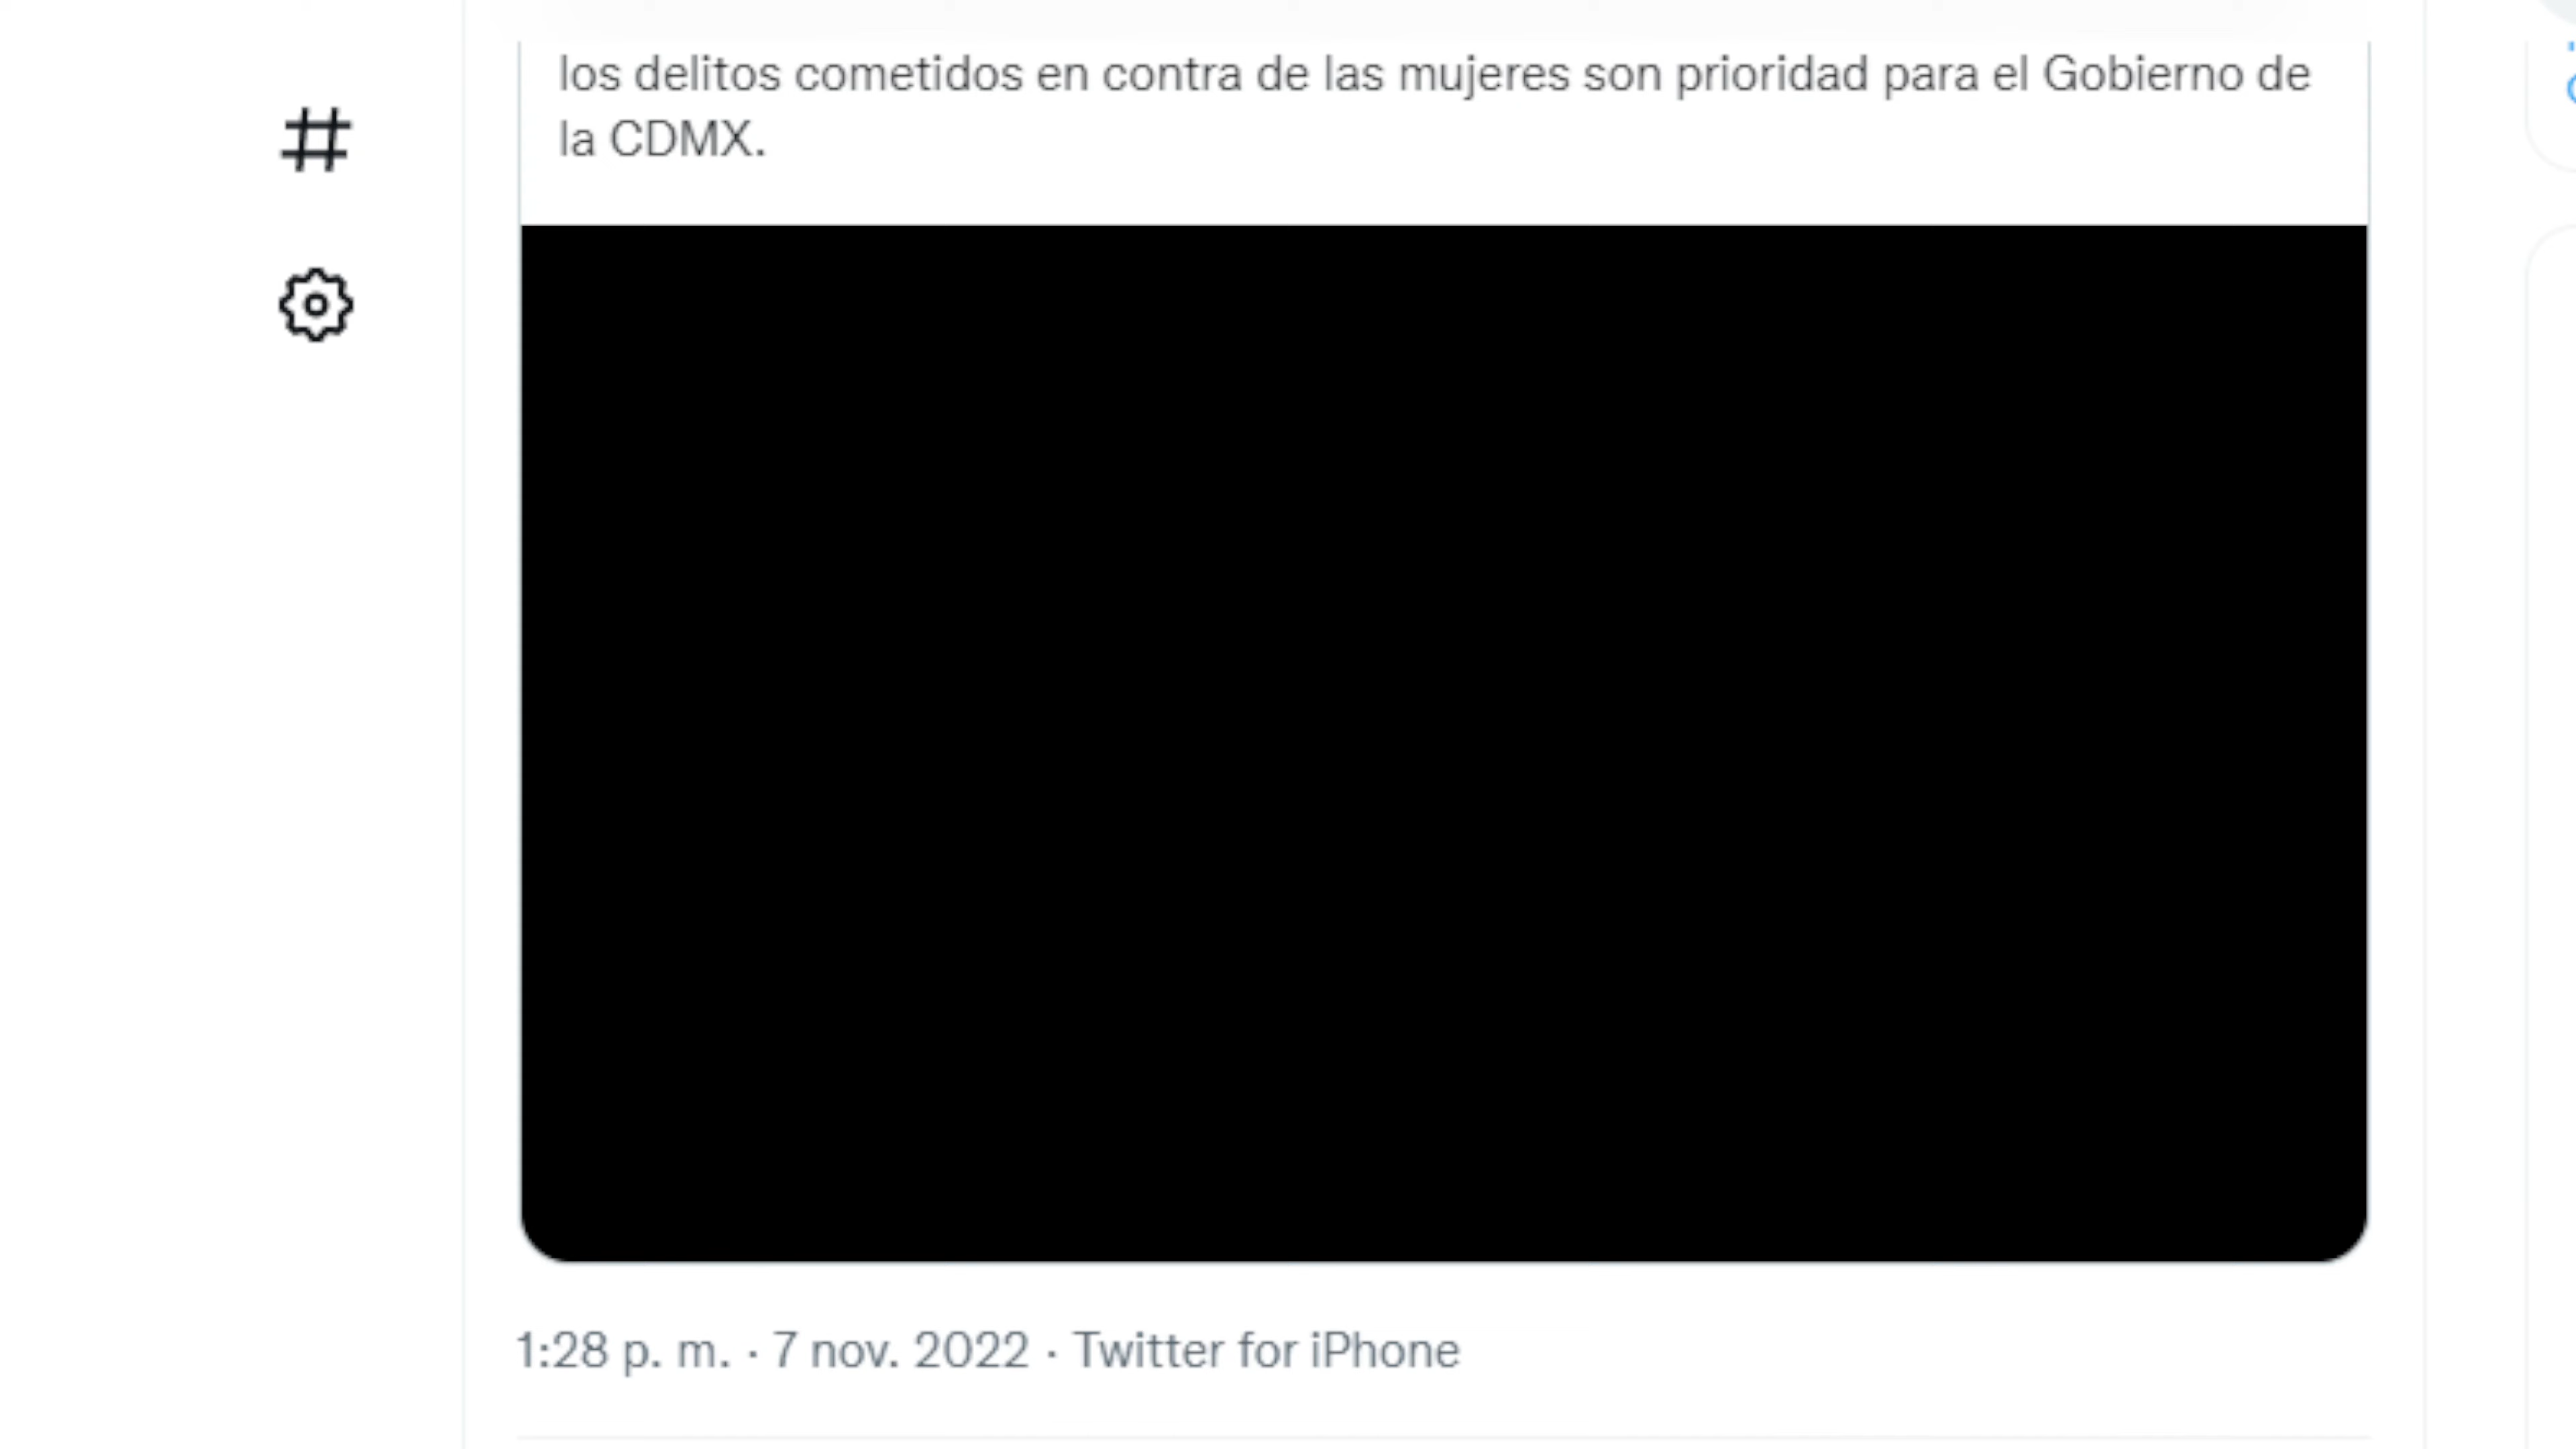 los delitos cometidos en contra de las mujeres son prioridad para el Gobierno de
la CDMX.
1:28 p. m. · 7 nov. 2022 · Twitter for iPhone